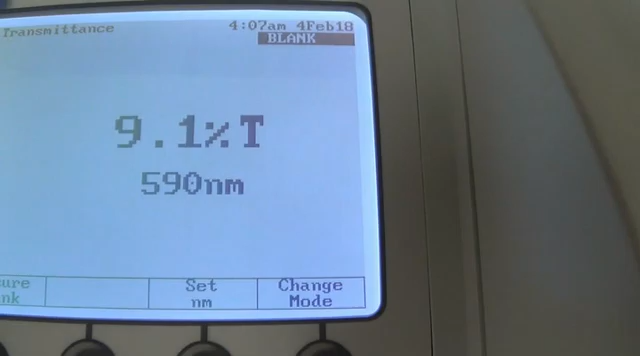 Transmittance 4:07am 4Feb18
BLANK
9.1%T
590nm
Set Change
nm Mode